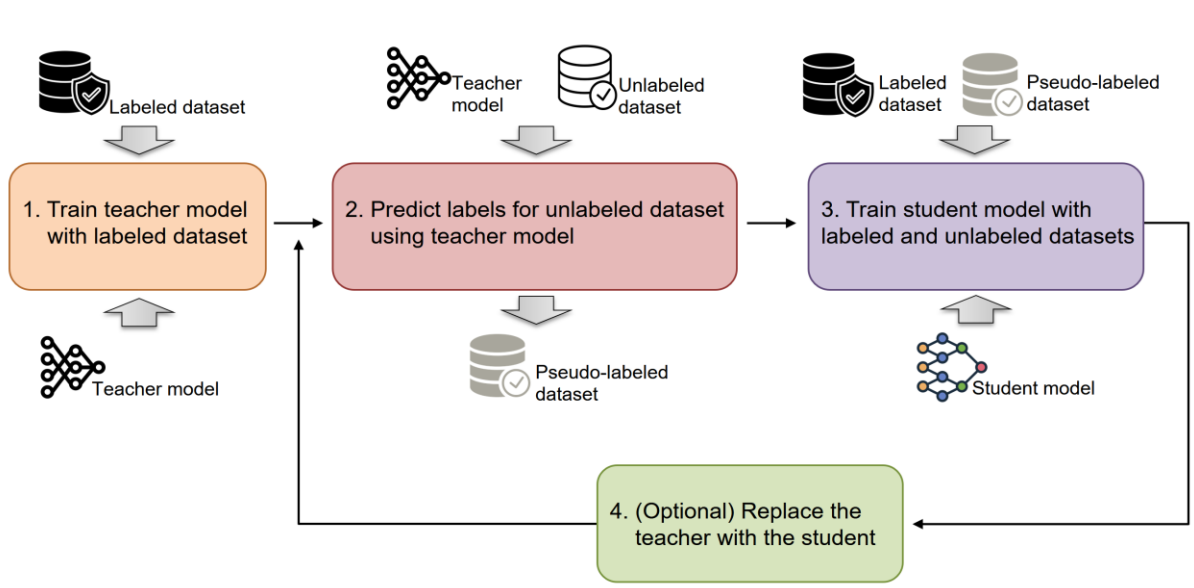 Labeled dataset
Teacher
model
Unlabeled
dataset
Labeled
dataset
Pseudo-labeled
dataset
1. Train teacher model
with labeled dataset
2. Predict labels for unlabeled dataset
using teacher model
3. Train student model with
labeled and unlabeled datasets
Teacher model
Pseudo-labeled
dataset
Student model
4. (Optional) Replace the
teacher with the student